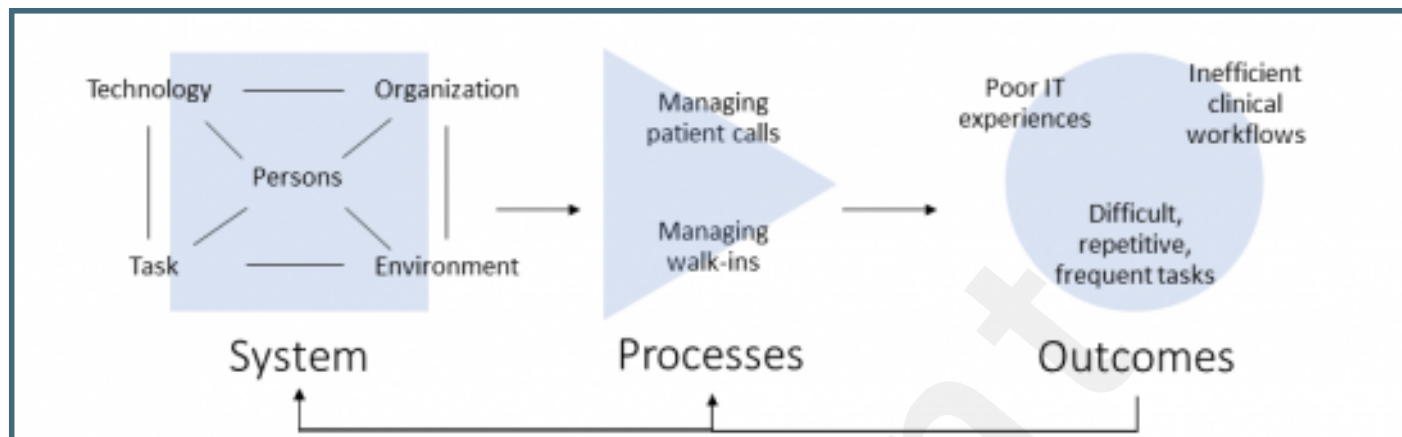 Technology
Organization
Persons
Task
Environment
System
Managing
patient calls
Managing
walk-ins
Processes
Poor IT
experiences
Inefficient
clinical
workflows
Difficult,
repetitive,
frequent tasks
Outcomes